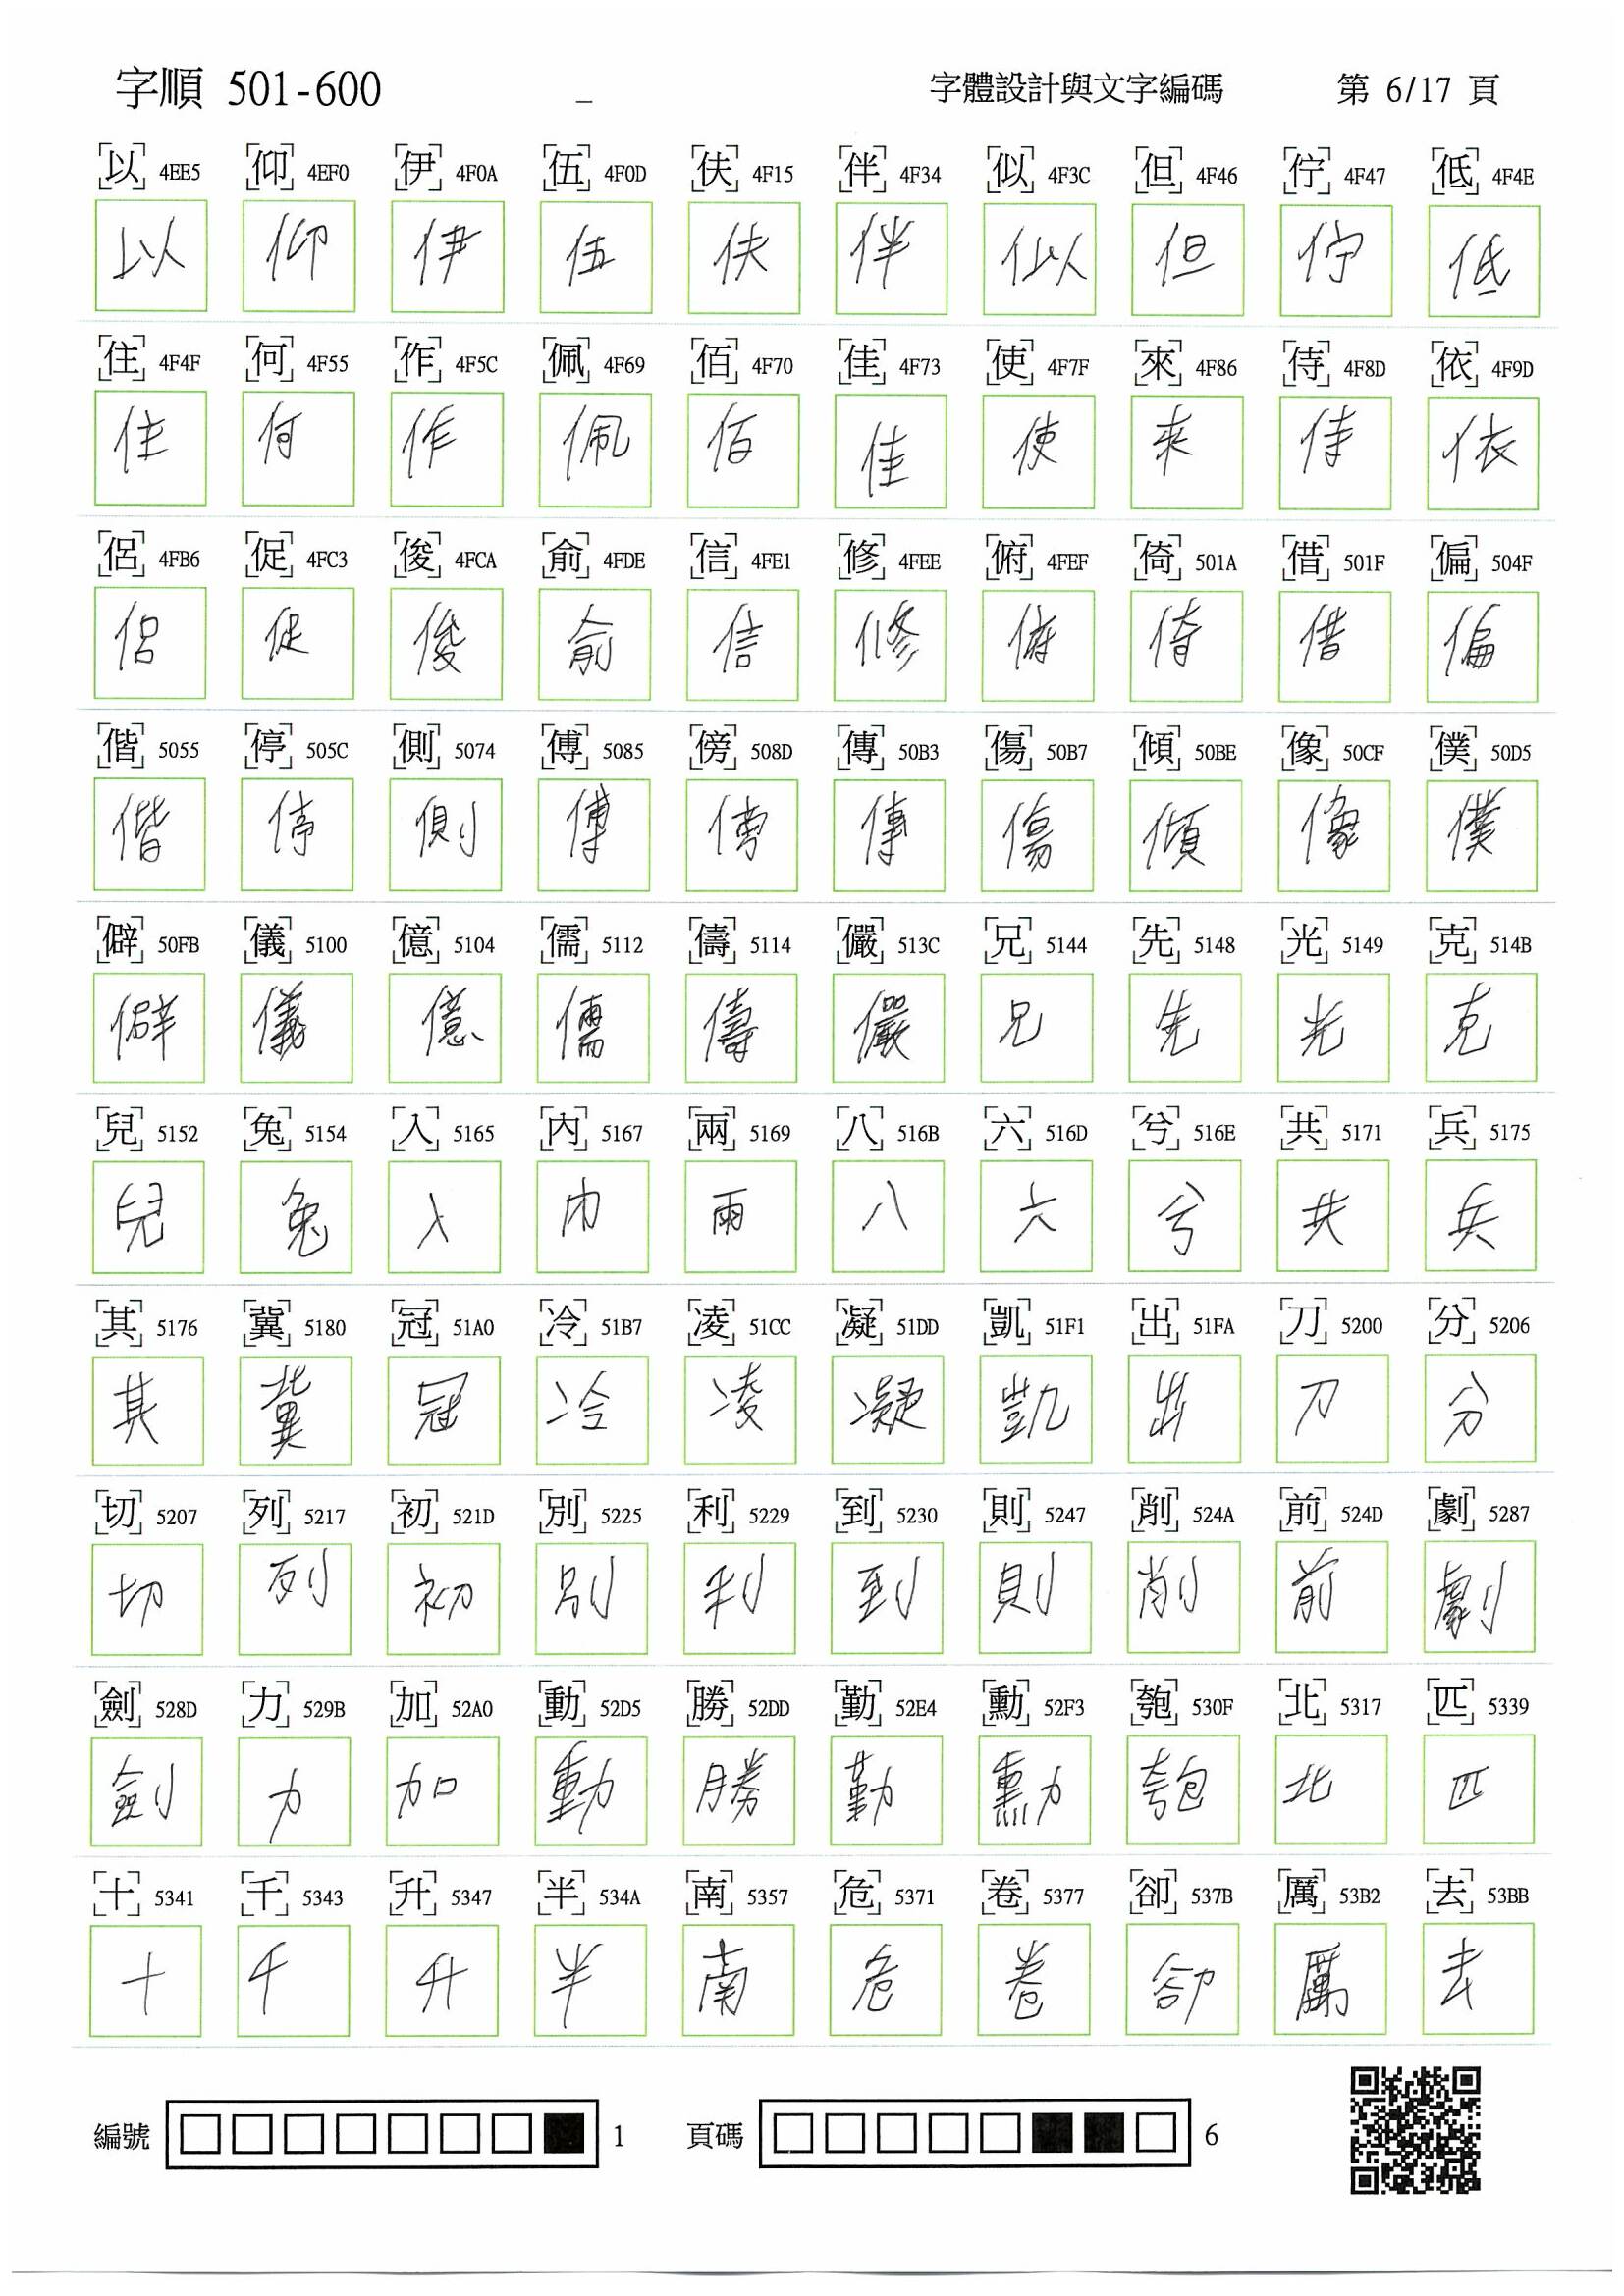 字順 501-600 _ 字體設計與文字編碼 第 6/17 頁
以 4EE5 仰 4EF0 伊 4F0A 伍 4F0D 伕 4F15 伴 4F34 似 4F3C 但 4F46 佇 4F47 低 4F4E
以 仰 伊 伍 伕 伴 似 但 佇 低
住 4F4F 何 4F55 作 4F5C 佩 4F69 佰 4F70 佳 4F73 使 4F7F 來 4F86 侍 4F8D 依 4F9D
住 何 作 佩 佰 佳 使 來 侍 依
侶 4FB6 促 4FC3 俊 4FCA 俞 4FDE 信 4FE1 修 4FEE 俯 4FEF 倚 501A 借 501F 偏 504F
侶 促 俊 俞 信 修 俯 倚 借 偏
偕 5055 停 505C 側 5074 傅 5085 傍 508D 傳 50B3 傷 50B7 傾 50BE 像 50CF 僕 50D5
偕 停 側 傅 傍 傳 傷 傾 像 僕
僻 50FB 儀 5100 億 5104 儒 5112 儔 5114 儼 513C 兄 5144 先 5148 光 5149 克 514B
僻 儀 億 儒 儔 儼 兄 先 光 克
兒 5152 兔 5154 入 5165 內 5167 兩 5169 八 516B 六 516D 兮 516E 共 5171 兵 5175
兒 兔 入 內 兩 八 六 兮 共 兵
其 5176 冀 5180 冠 51A0 冷 51B7 凌 51CC 凝 51DD 凱 51F1 出 51FA 刀 5200 分 5206
其 冀 冠 冷 凌 凝 凱 出 刀 分
切 5207 列 5217 初 521D 別 5225 利 5229 到 5230 則 5247 削 524A 前 524D 劇 5287
切 列 初 別 利 到 則 削 前 劇
劍 528D 力 529B 加 52A0 動 52D5 勝 52DD 勤 52E4 勳 52F3 匏 530F 北 5317 匹 5339
劍 力 加 動 勝 勤 勳 匏 北 匹
十 5341 千 5343 升 5347 半 534A 南 5357 危 5371 卷 5377 卻 537B 厲 53B2 去 53BB
十 千 升 半 南 危 卷 卻 厲 去
編號 1 頁碼 6